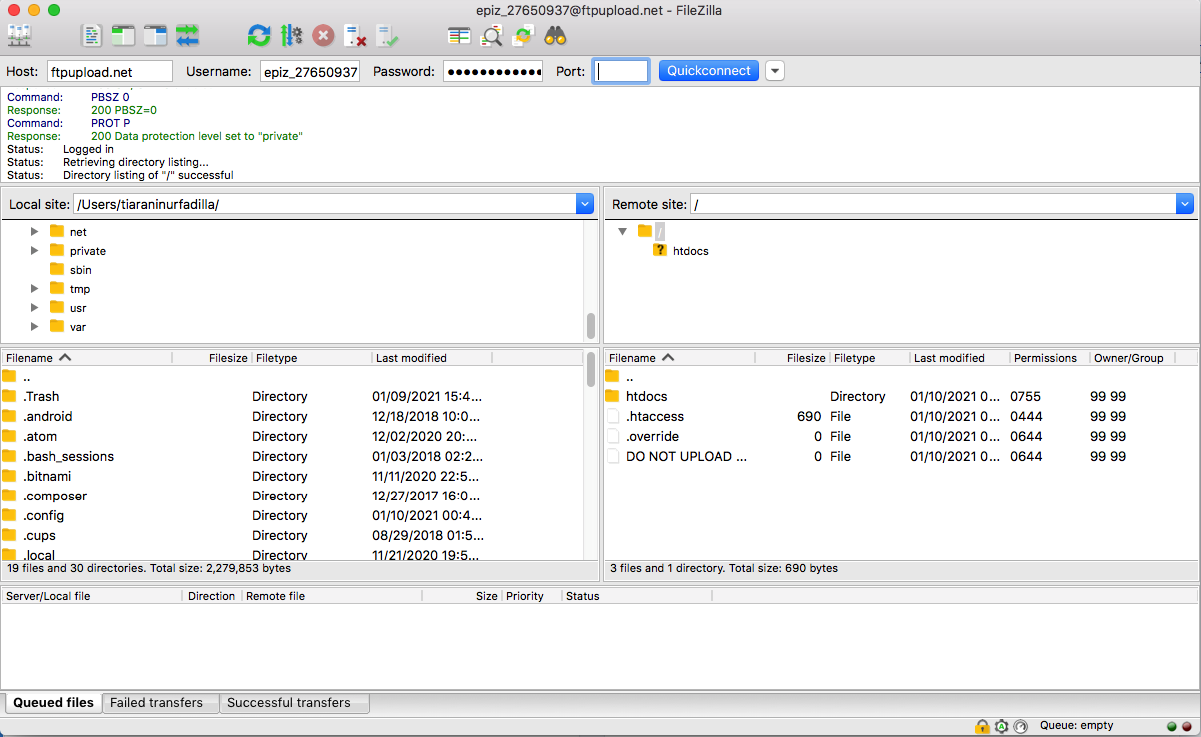 epiz_27650937@ftpupload.net - FileZilla
Host: ftpupload.net Username: epiz_27650937 Password: ●●●●●●●●●●●● Port: Quickconnect
Command: PBSZ 0
Response: 200 PBSZ=0
Command: PROT P
Response: 200 Data protection level set to "private"
Status: Logged in
Status: Retrieving directory listing...
Status: Directory listing of "/" successful
Local site: /Users/tiaraninurfadilla/
net
private
sbin
tmp
usr
var
Filename Filesize Filetype Last modified
..
.Trash Directory 01/09/2021 15:4...
.android Directory 12/18/2018 10:0...
.atom Directory 12/02/2020 20:...
.bash_sessions Directory 01/03/2018 02:2...
.bitnami Directory 11/11/2020 22:5...
.composer Directory 12/27/2017 16:0...
.config Directory 01/10/2021 00:4...
.cups Directory 08/29/2018 01:5...
.local Directory 11/21/2020 19:5...
19 files and 30 directories. Total size: 2,279,853 bytes
Remote site: /
/
? htdocs
Filename Filesize Filetype Last modified Permissions Owner/Group
..
htdocs Directory 01/10/2021 0... 0755 99 99
.htaccess 690 File 01/10/2021 0... 0444 99 99
.override 0 File 01/10/2021 0... 0644 99 99
DO NOT UPLOAD ... 0 File 01/10/2021 0... 0644 99 99
3 files and 1 directory. Total size: 690 bytes
Server/Local file Direction Remote file Size Priority Status
Queued files Failed transfers Successful transfers
Queue: empty